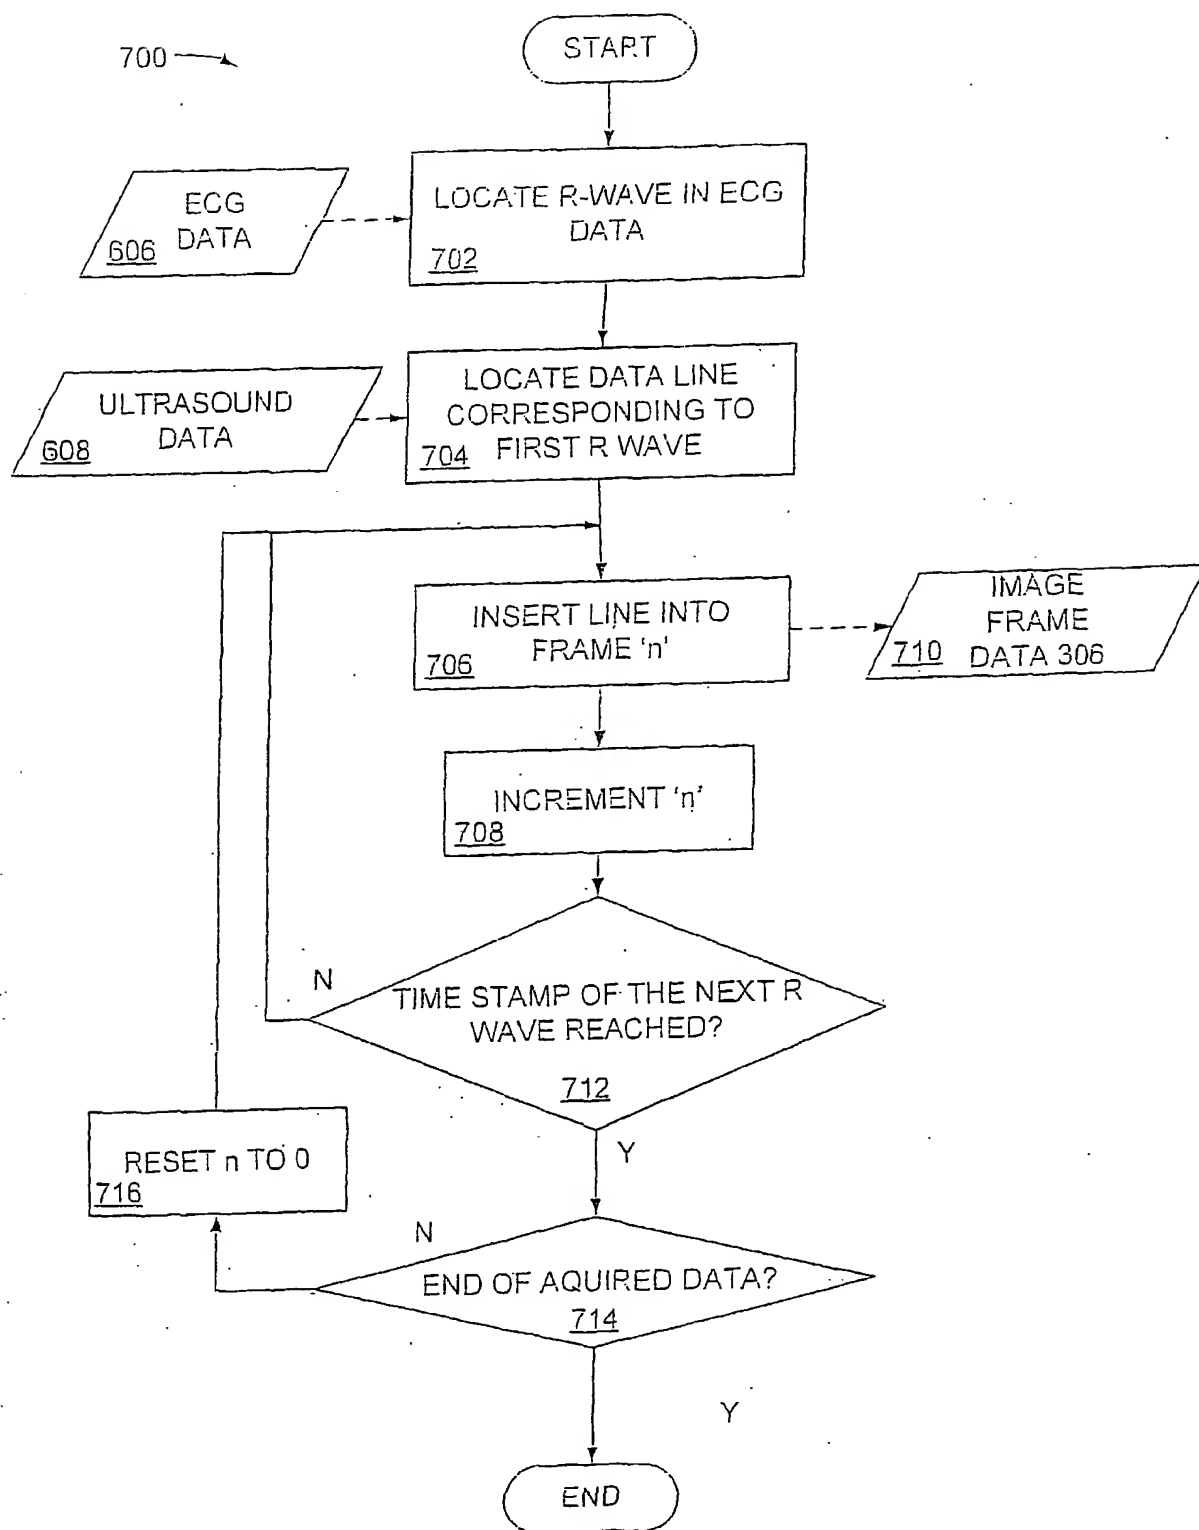 700
START
ECG
DATA
606
LOCATE R-WAVE IN ECG
DATA
702
ULTRASOUND
DATA
608
LOCATE DATA LINE
CORRESPONDING TO
FIRST R WAVE
704
INSERT LINE INTO
FRAME 'n'
706
IMAGE
FRAME
DATA 306
710
INCREMENT 'n'
708
N
TIME STAMP OF THE NEXT R
WAVE REACHED?
712
Y
RESET n TO 0
716
N
END OF AQUIRED DATA?
714
Y
END